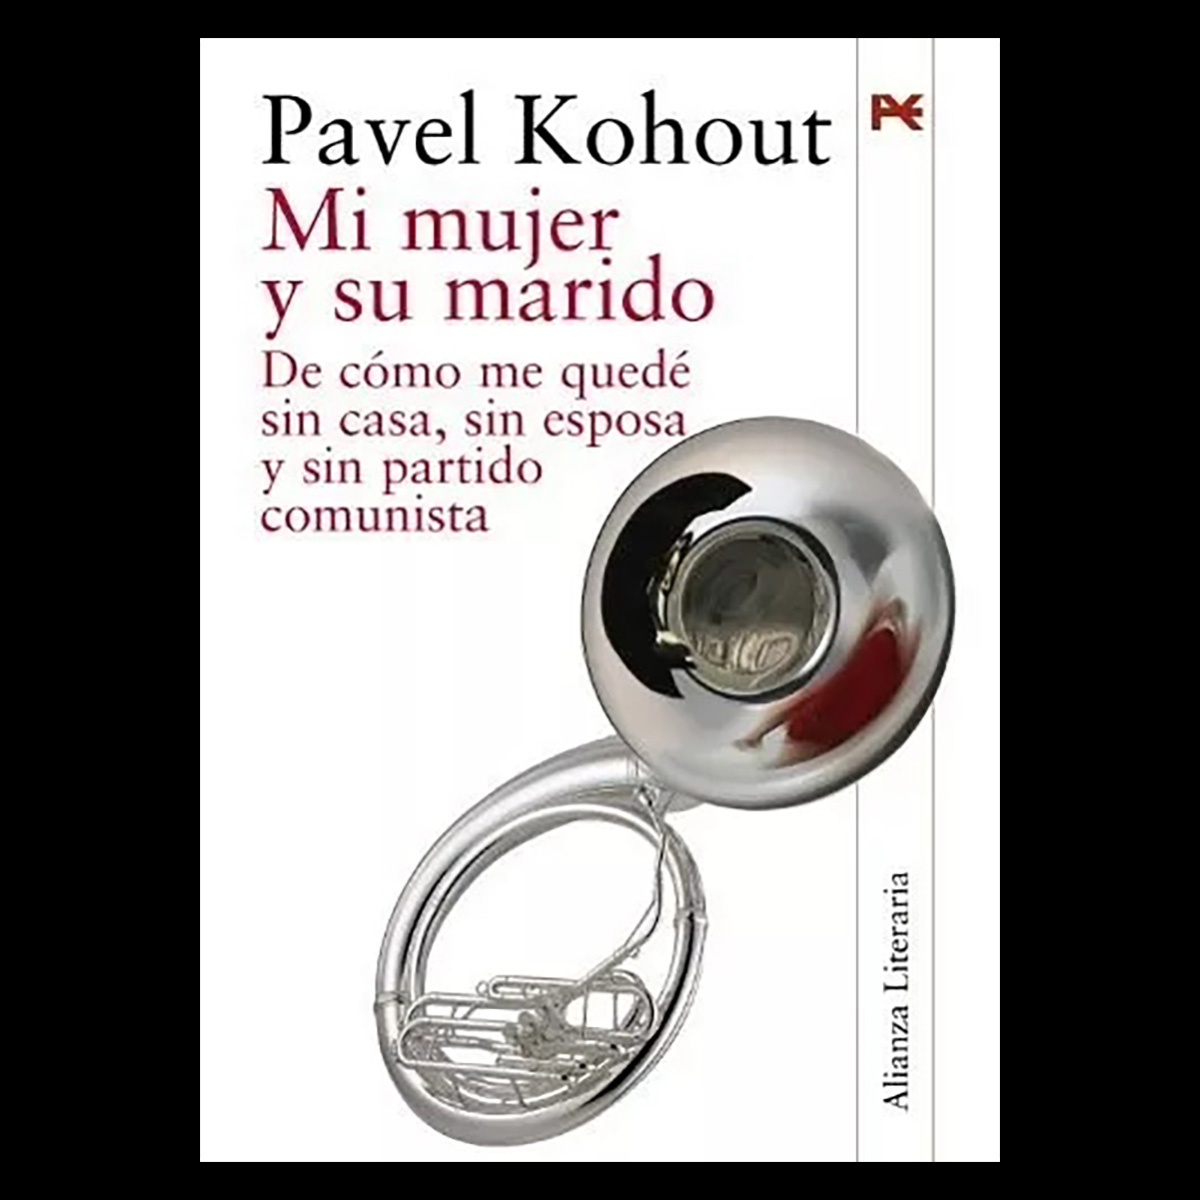 Pavel Kohout
Mi mujer
y su marido
De cómo me quedé
sin casa, sin esposa
y sin partido
comunista
Alianza Literaria